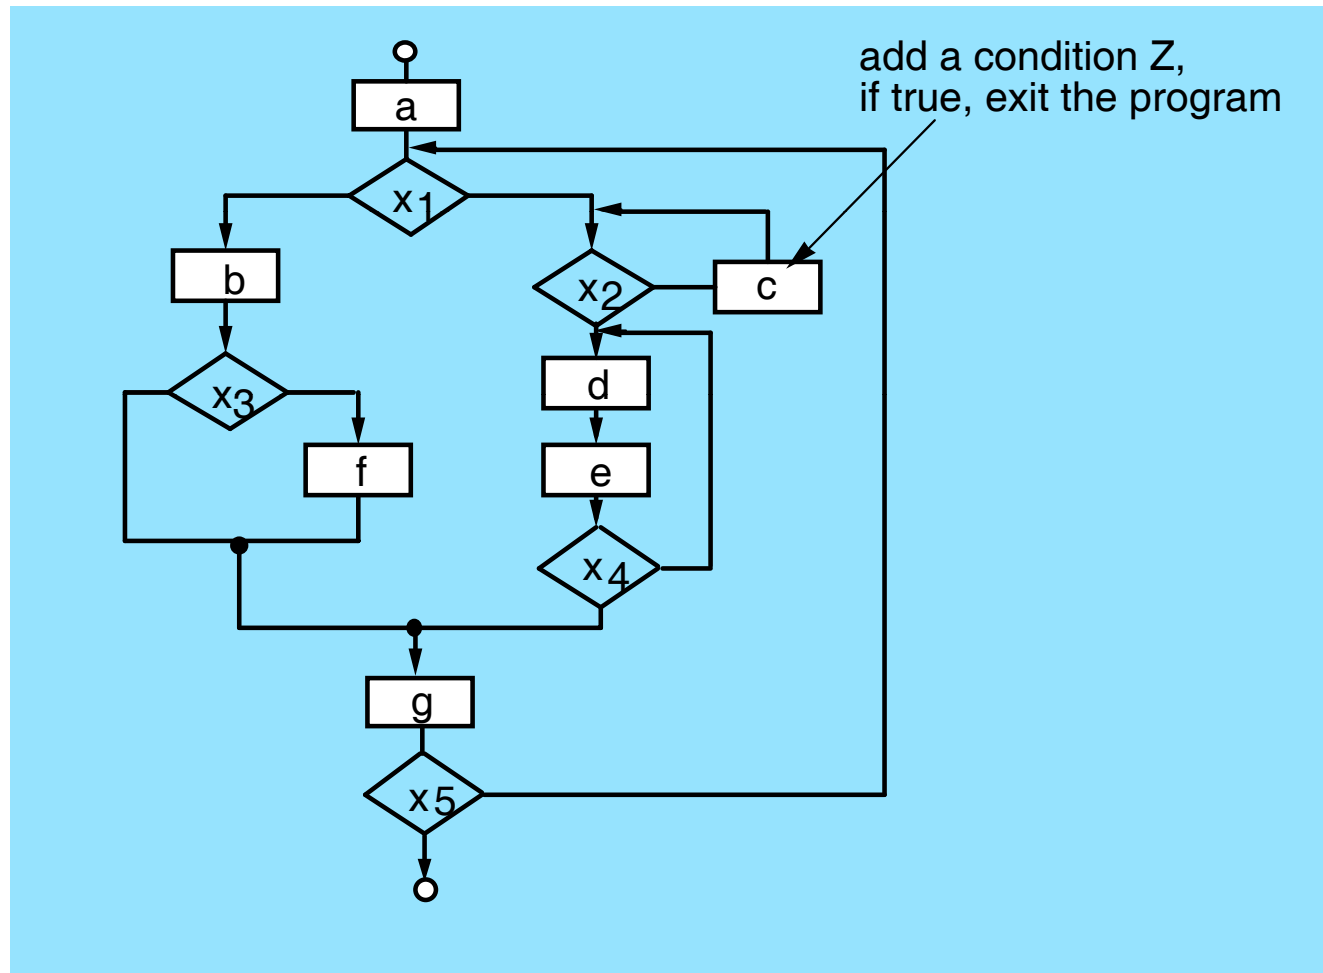 add a condition Z,
if true, exit the program
a
x1
b
x2
c
x3
d
f
e
x4
g
x5